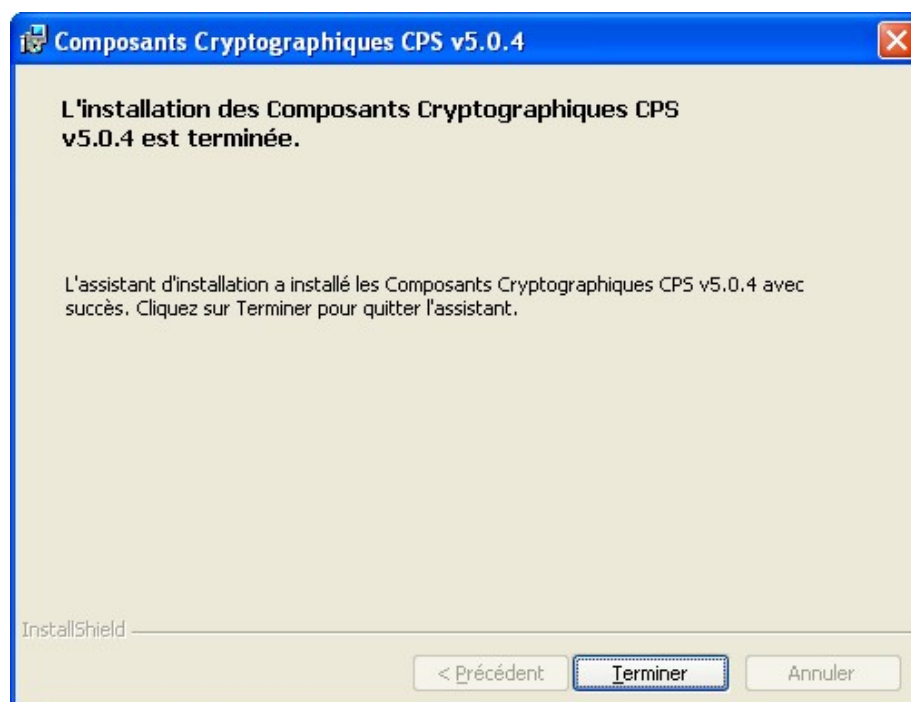 Composants Cryptographiques CPS v5.0.4
L'installation des Composants Cryptographiques CPS
v5.0.4 est terminée.
L'assistant d'installation a installé les Composants Cryptographiques CPS v5.0.4 avec
succès. Cliquez sur Terminer pour quitter l'assistant.
InstallShield
< Précédent Terminer Annuler